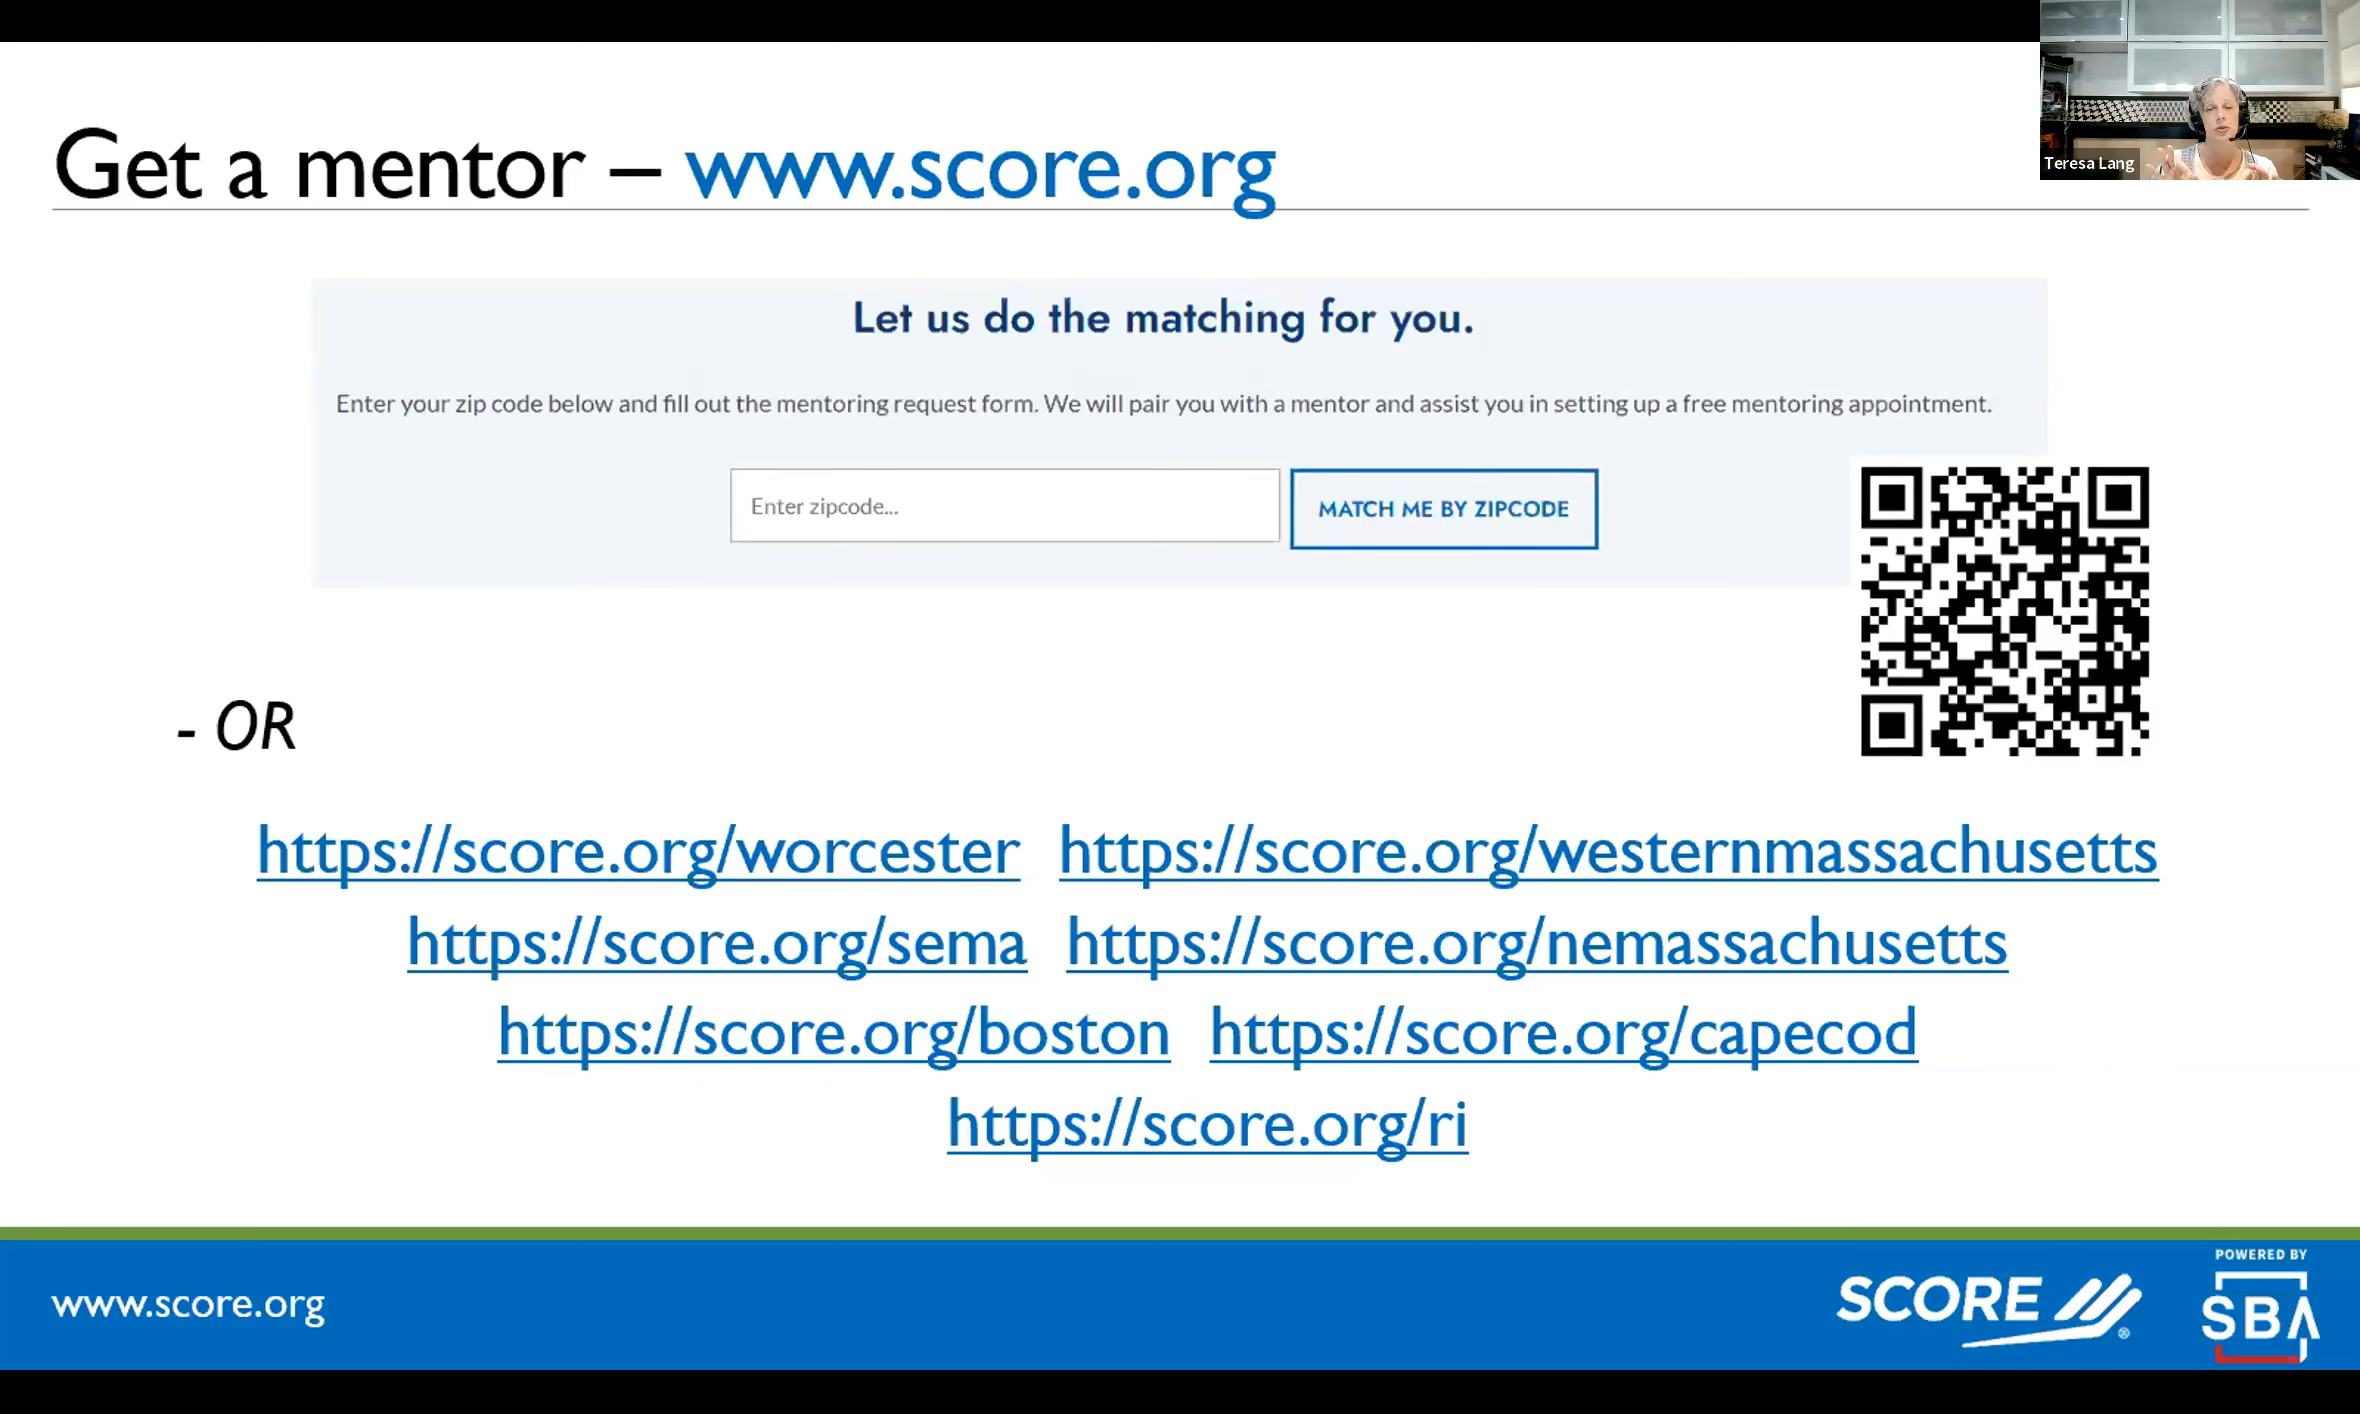 Teresa Lang
Get a mentor – www.score.org
Let us do the matching for you.
Enter your zip code below and fill out the mentoring request form. We will pair you with a mentor and assist you in setting up a free mentoring appointment.
Enter zipcode... MATCH ME BY ZIPCODE
- OR
https://score.org/worcester https://score.org/westernmassachusetts
https://score.org/sema https://score.org/nemassachusetts
https://score.org/boston https://score.org/capecod
https://score.org/ri
www.score.org
SCORE ®
POWERED BY
SBA